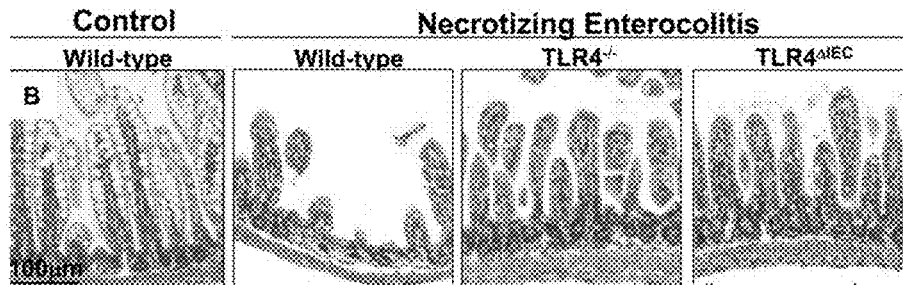 Control Necrotizing Enterocolitis
Wild-type Wild-type TLR4-/- TLR4ΔIEC
B
100μm